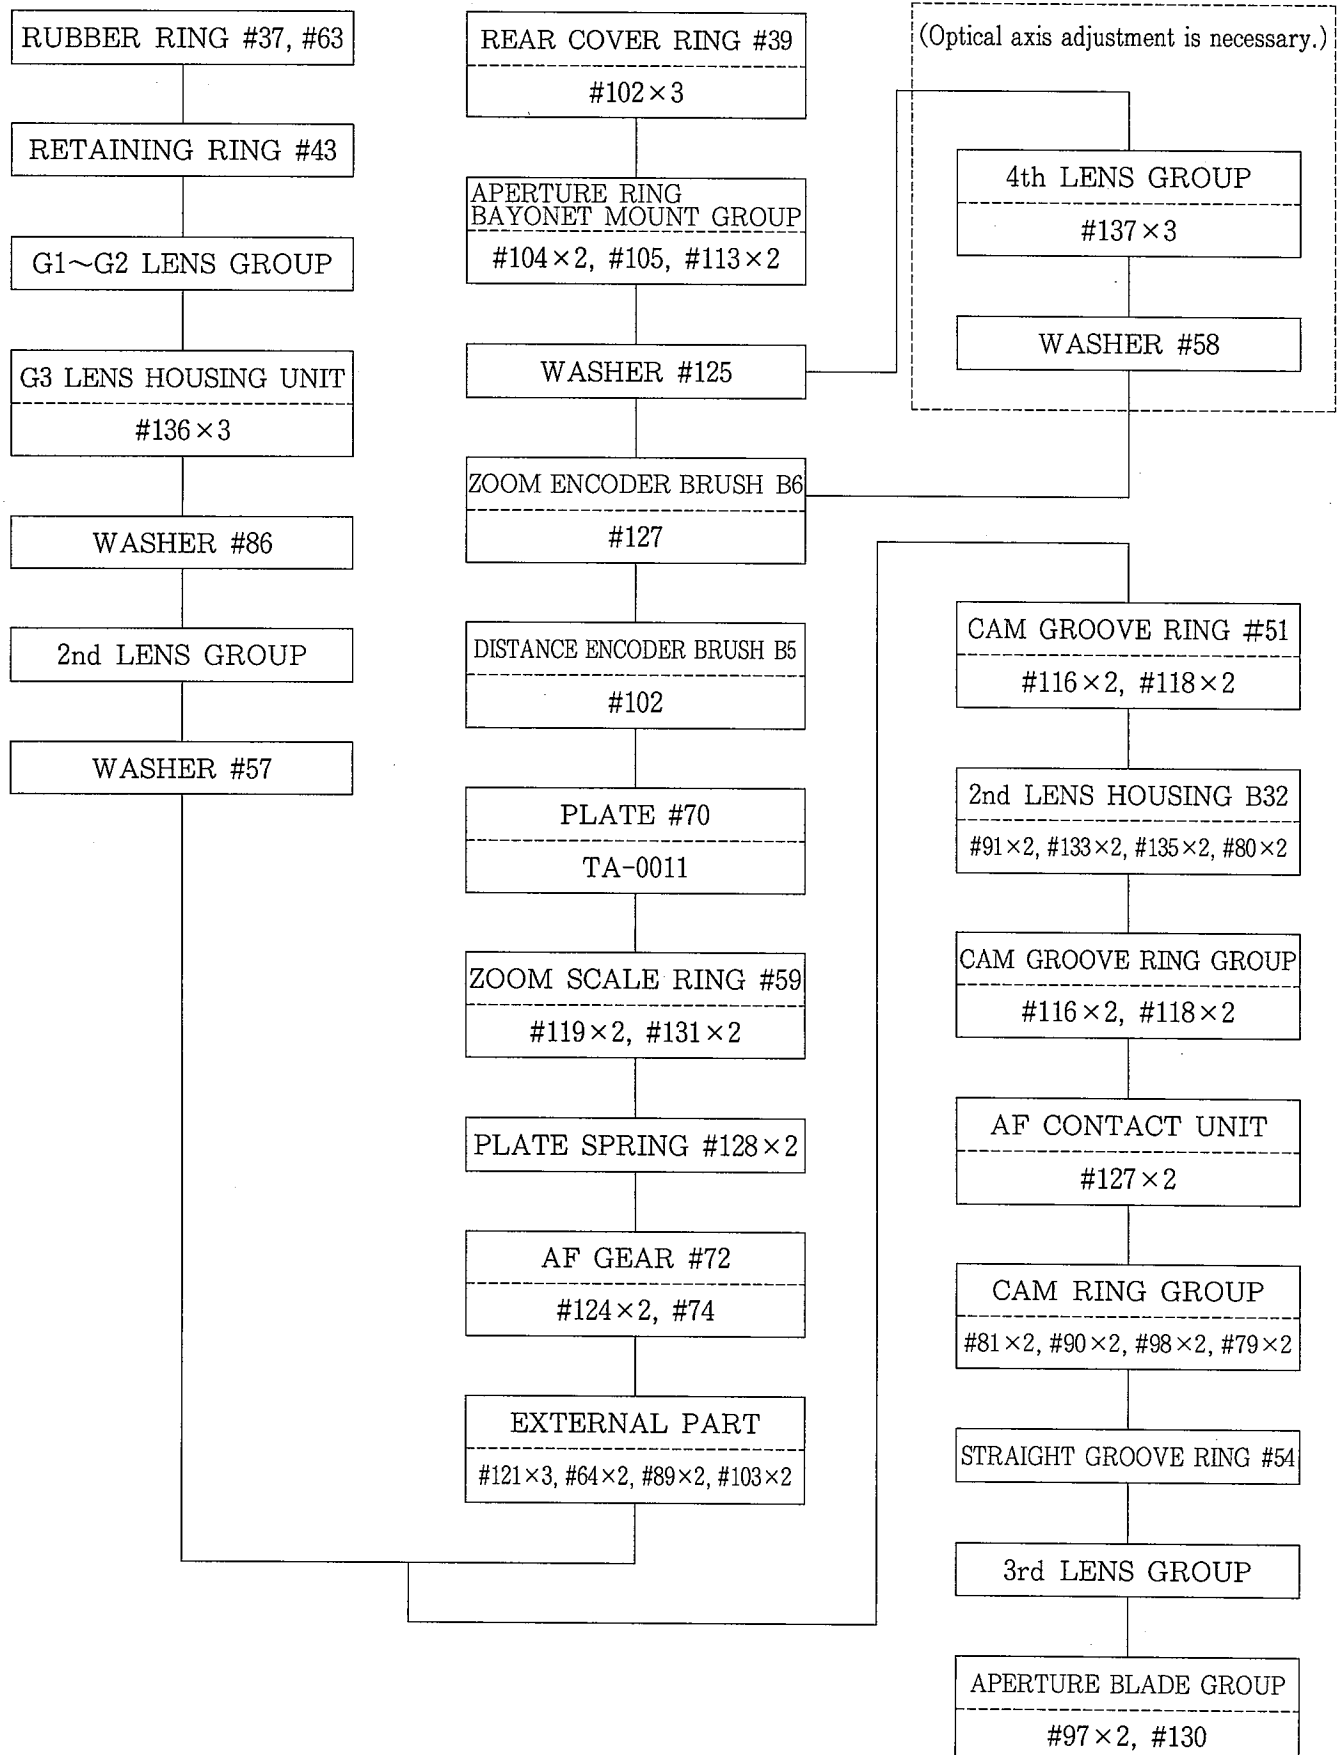 RUBBER RING #37, #63
RETAINING RING #43
G1~G2 LENS GROUP
G3 LENS HOUSING UNIT
#136×3
WASHER #86
2nd LENS GROUP
WASHER #57
REAR COVER RING #39
#102×3
APERTURE RING
BAYONET MOUNT GROUP
#104×2, #105, #113×2
WASHER #125
ZOOM ENCODER BRUSH B6
#127
DISTANCE ENCODER BRUSH B5
#102
PLATE #70
TA-0011
ZOOM SCALE RING #59
#119×2, #131×2
PLATE SPRING #128×2
AF GEAR #72
#124×2, #74
EXTERNAL PART
#121×3, #64×2, #89×2, #103×2
(Optical axis adjustment is necessary.)
4th LENS GROUP
#137×3
WASHER #58
CAM GROOVE RING #51
#116×2, #118×2
2nd LENS HOUSING B32
#91×2, #133×2, #135×2, #80×2
CAM GROOVE RING GROUP
#116×2, #118×2
AF CONTACT UNIT
#127×2
CAM RING GROUP
#81×2, #90×2, #98×2, #79×2
STRAIGHT GROOVE RING #54
3rd LENS GROUP
APERTURE BLADE GROUP
#97×2, #130